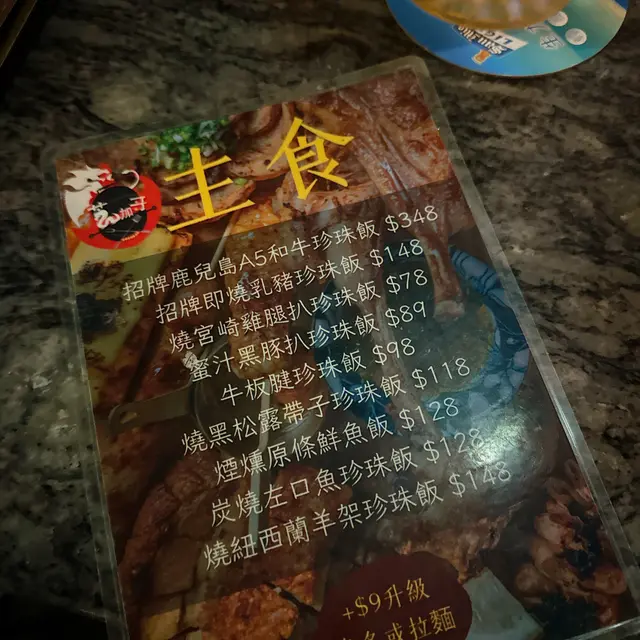 主食
招牌鹿兒島A5和牛珍珠飯 $348
招牌即燒乳豬珍珠飯 $148
燒宮崎雞腿扒珍珠飯 $78
蜜汁黑豚扒珍珠飯 $89
牛板腱珍珠飯 $98
燒黑松露帶子珍珠飯 $118
煙燻原條鮮魚飯 $128
炭燒左口魚珍珠飯 $128
燒紐西蘭羊架珍珠飯 $148
+$9升級
或拉麵